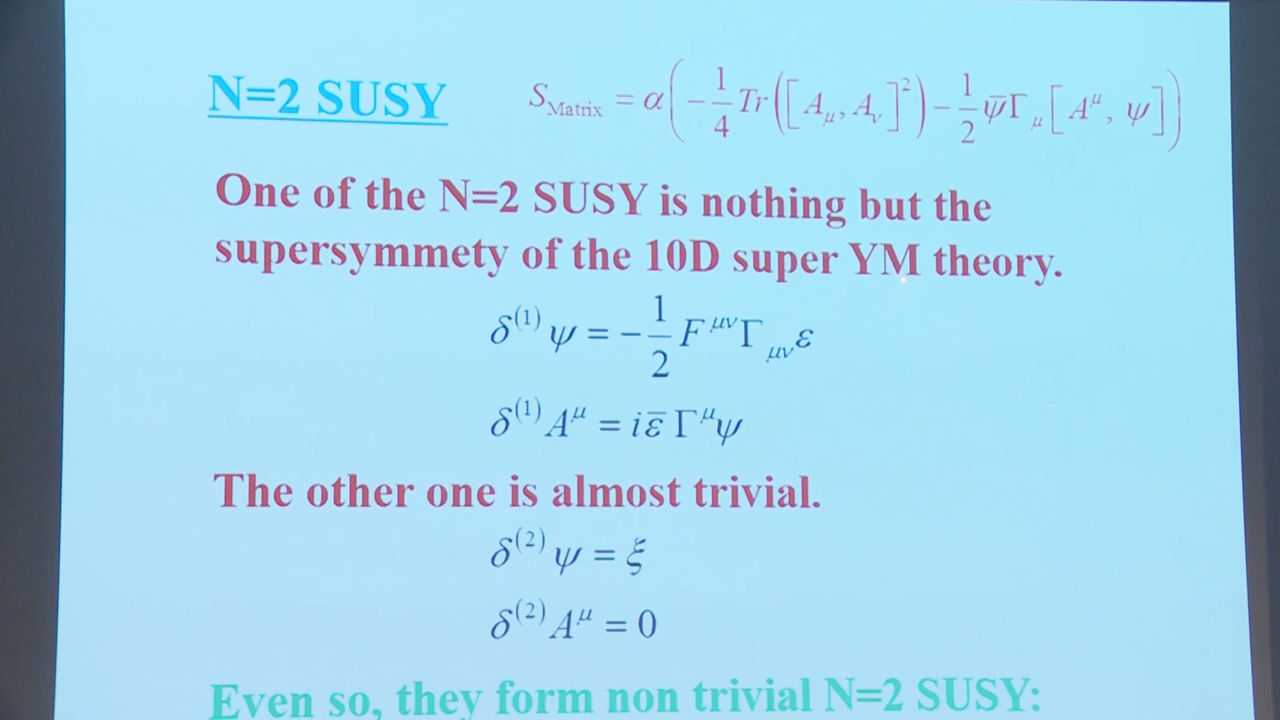 N=2 SUSY
S_Matrix = α( −1/4 Tr([A_μ, A_ν]²) − 1/2 ψ̄Γ_μ[A^μ, ψ])
One of the N=2 SUSY is nothing but the
supersymmety of the 10D super YM theory.
δ⁽¹⁾ψ = −1/2 F^{μν}Γ_{μν}ε
δ⁽¹⁾A^μ = iε̄Γ^μψ
The other one is almost trivial.
δ⁽²⁾ψ = ξ
δ⁽²⁾A^μ = 0
Even so, they form non trivial N=2 SUSY: